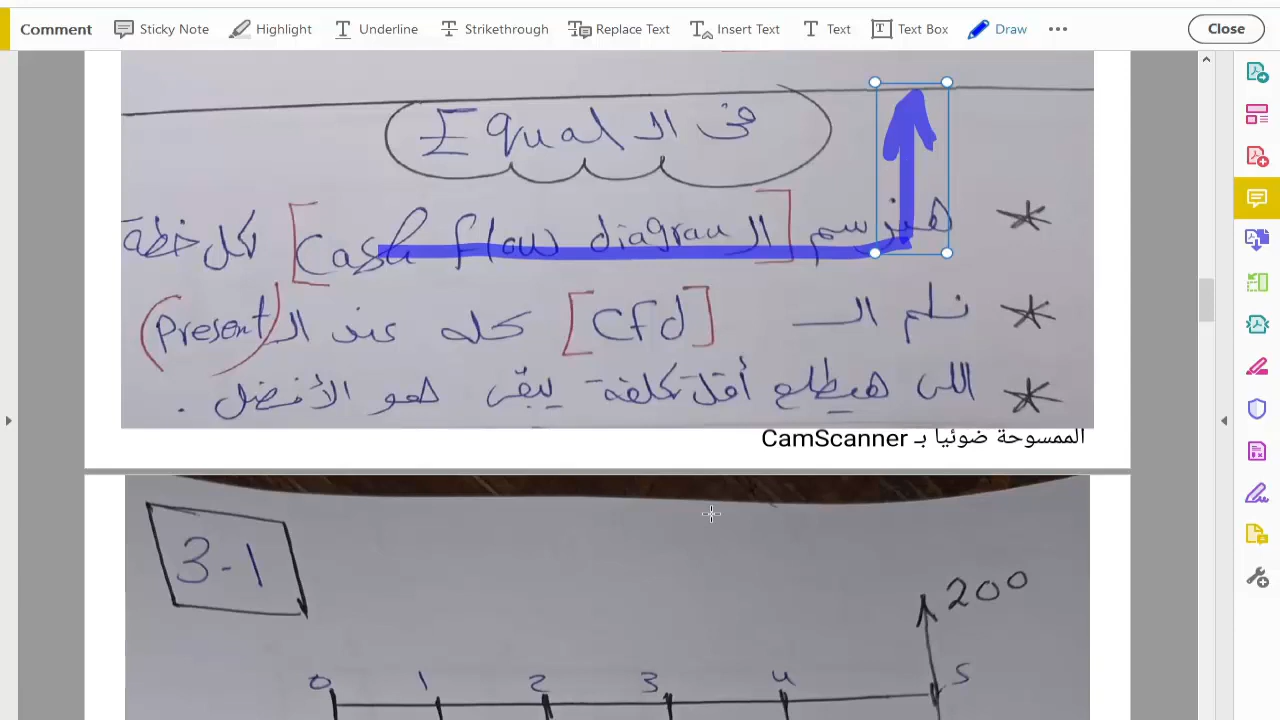 Comment Sticky Note Highlight Underline Strikethrough Replace Text Insert Text Text Text Box Draw Close
فى الـ Equal
* هنرسم الـ [Cash flow diagram] لكل خطة
* نلم الـ [Cfd] كله عند الـ (Present)
* اللى هيطلع أقل تكلفة يبقى هو الأفضل .
الممسوحة ضوئيا بـ CamScanner
3-1
200
0 1 2 3 4 5